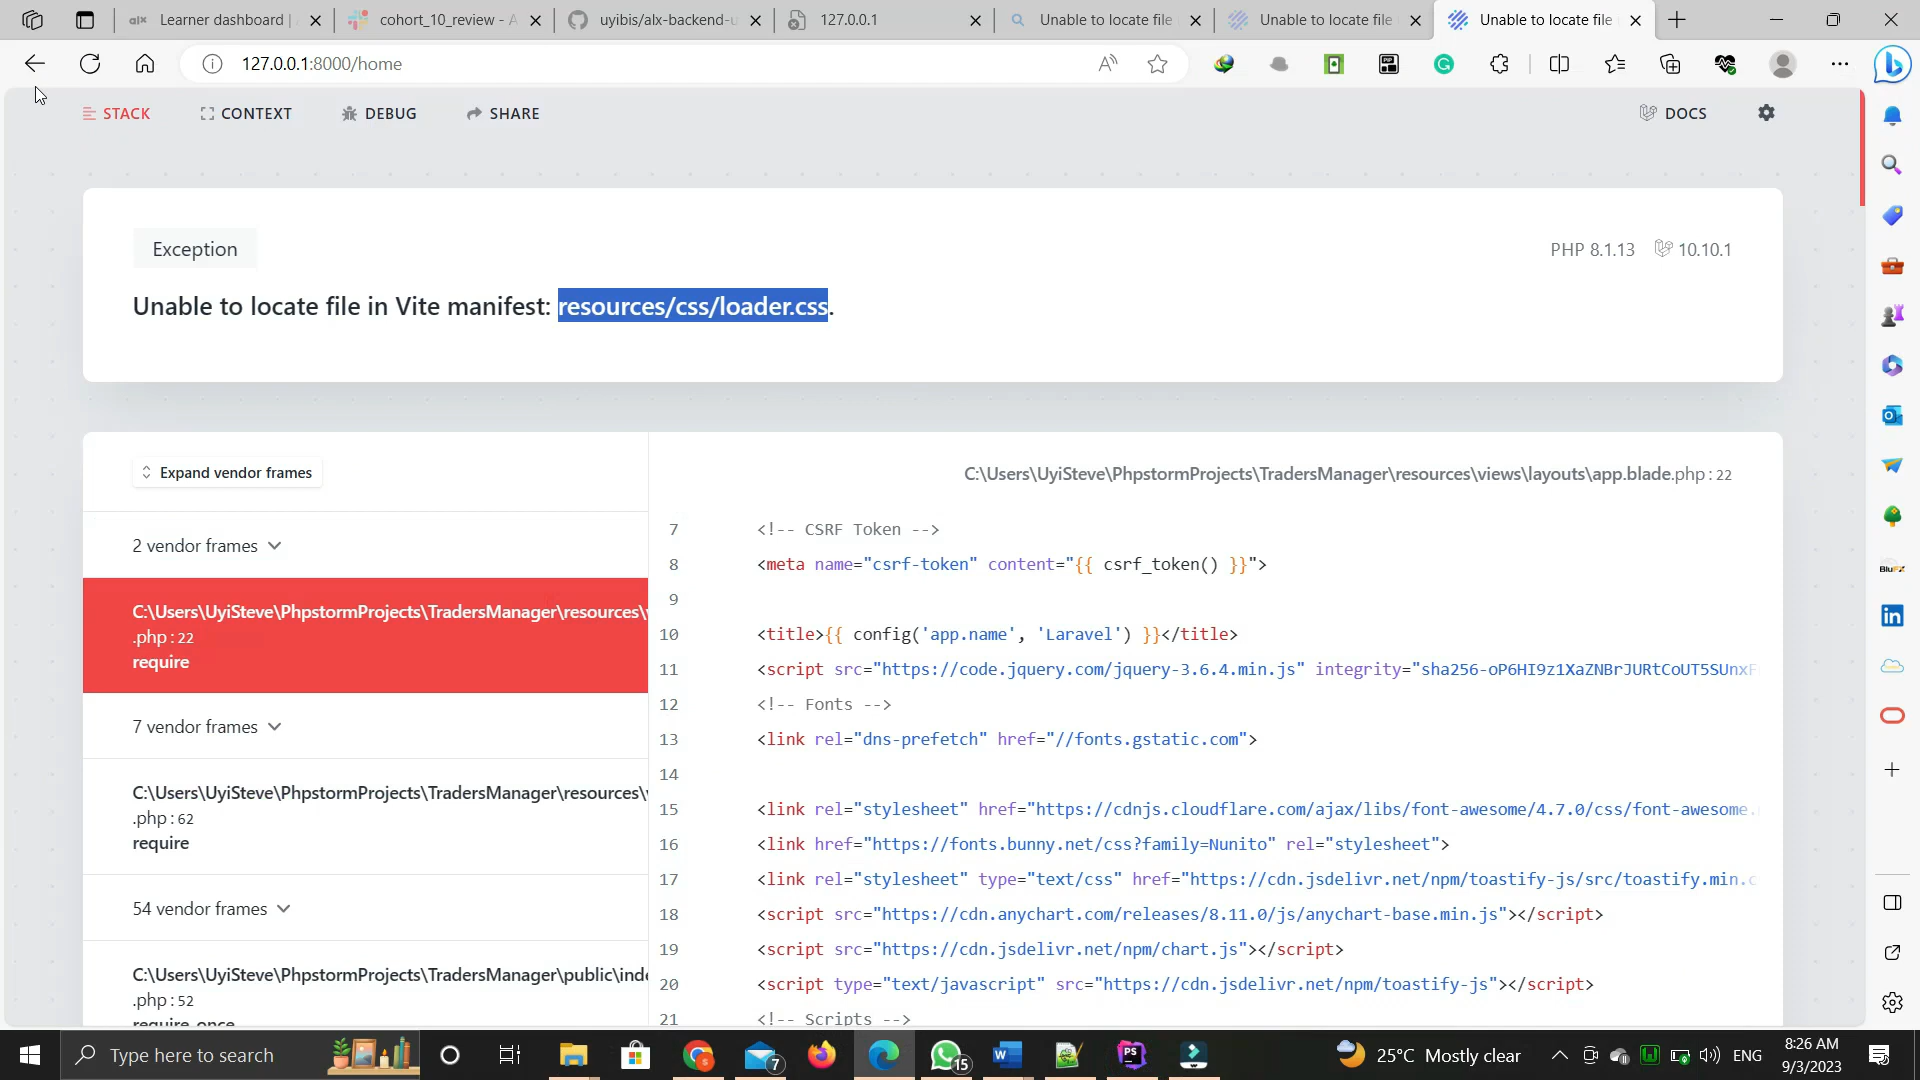 alx Learner dashboard |
cohort_10_review - A
uyibis/alx-backend-u
127.0.0.1
Unable to locate file
Unable to locate file
Unable to locate file
127.0.0.1:8000/home
STACK
CONTEXT
DEBUG
SHARE
DOCS
Exception
PHP 8.1.13
10.10.1
Unable to locate file in Vite manifest: resources/css/loader.css.
Expand vendor frames
2 vendor frames
C:\Users\UyiSteve\PhpstormProjects\TradersManager\resources\
.php : 22
require
7 vendor frames
C:\Users\UyiSteve\PhpstormProjects\TradersManager\resources\
.php : 62
require
54 vendor frames
C:\Users\UyiSteve\PhpstormProjects\TradersManager\public\inde
.php : 52
require_once
C:\Users\UyiSteve\PhpstormProjects\TradersManager\resources\views\layouts\app.blade.php : 22
7 <!-- CSRF Token -->
8 <meta name="csrf-token" content="{{ csrf_token() }}">
9
10 <title>{{ config('app.name', 'Laravel') }}</title>
11 <script src="https://code.jquery.com/jquery-3.6.4.min.js" integrity="sha256-oP6HI9z1XaZNBrJURtCoUT5SUnxF
12 <!-- Fonts -->
13 <link rel="dns-prefetch" href="//fonts.gstatic.com">
14
15 <link rel="stylesheet" href="https://cdnjs.cloudflare.com/ajax/libs/font-awesome/4.7.0/css/font-awesome.
16 <link href="https://fonts.bunny.net/css?family=Nunito" rel="stylesheet">
17 <link rel="stylesheet" type="text/css" href="https://cdn.jsdelivr.net/npm/toastify-js/src/toastify.min.c
18 <script src="https://cdn.anychart.com/releases/8.11.0/js/anychart-base.min.js"></script>
19 <script src="https://cdn.jsdelivr.net/npm/chart.js"></script>
20 <script type="text/javascript" src="https://cdn.jsdelivr.net/npm/toastify-js"></script>
21 <!-- Scripts -->
Type here to search
7
15
25°C Mostly clear
ENG
8:26 AM
9/3/2023